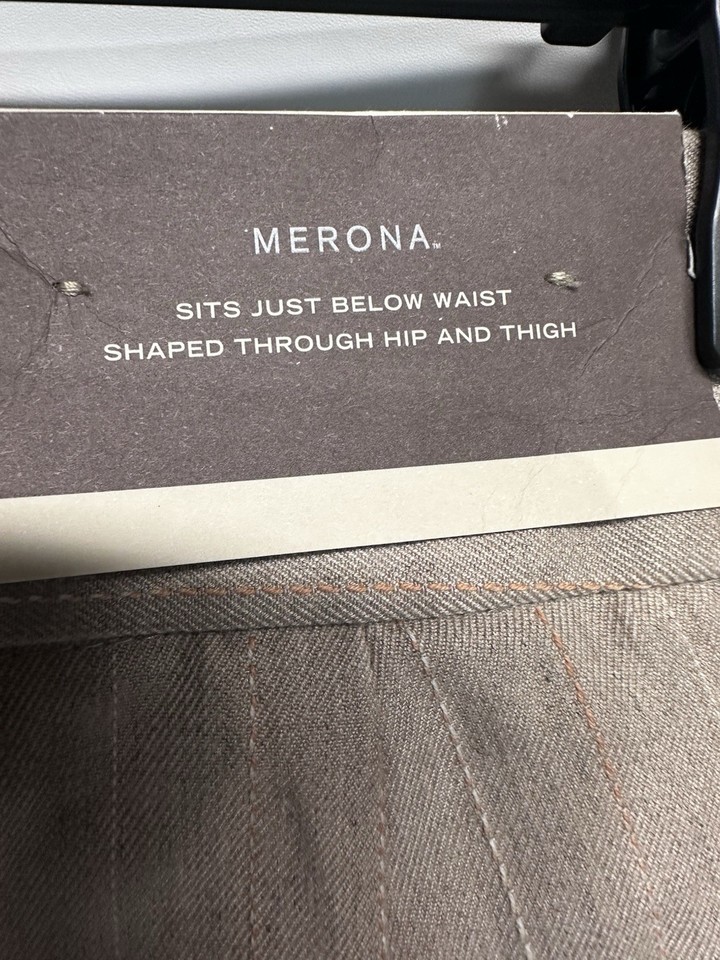 MERONA™
SITS JUST BELOW WAIST
SHAPED THROUGH HIP AND THIGH